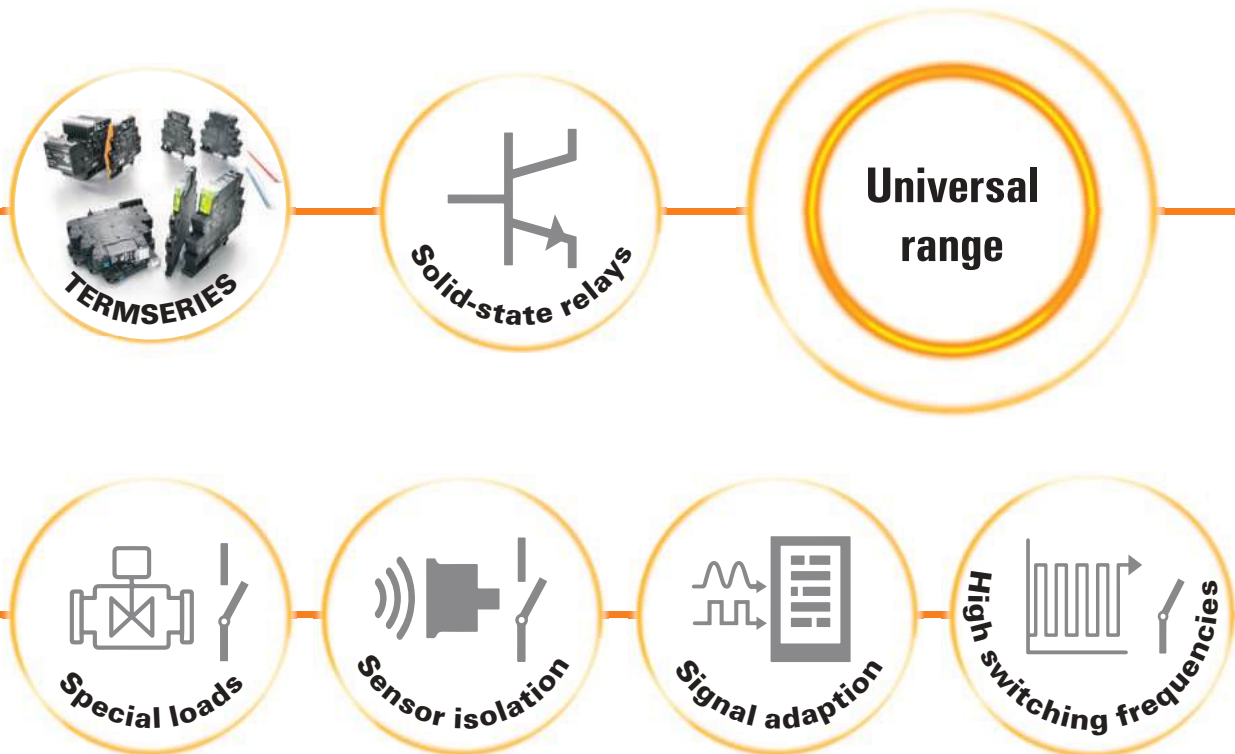 TERMSERIES
Solid-state relays
Universal
range
Special loads
Sensor isolation
Signal adaption
High switching frequencies